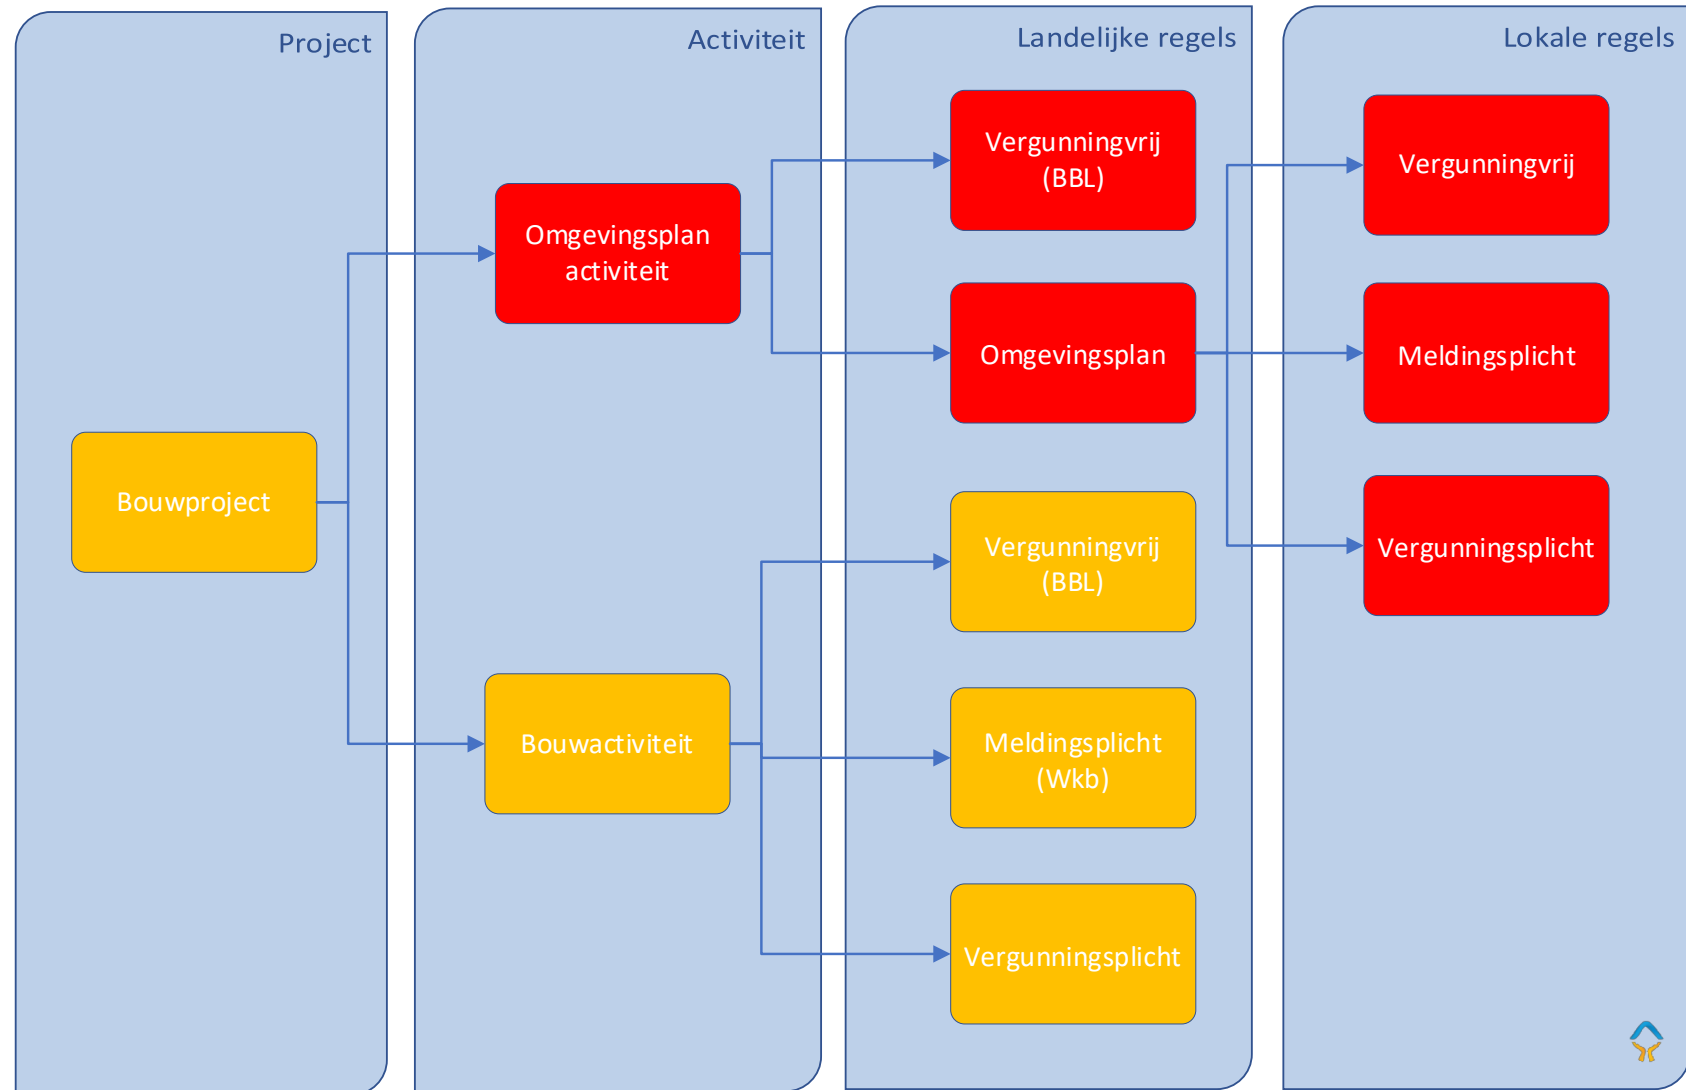 Project
Activiteit
Landelijke regels
Lokale regels
Vergunningvrij
(BBL)
Vergunningvrij
Omgevingsplan
activiteit
Omgevingsplan
Meldingsplicht
Bouwproject
Vergunningvrij
(BBL)
Vergunningsplicht
Bouwactiviteit
Meldingsplicht
(Wkb)
Vergunningsplicht